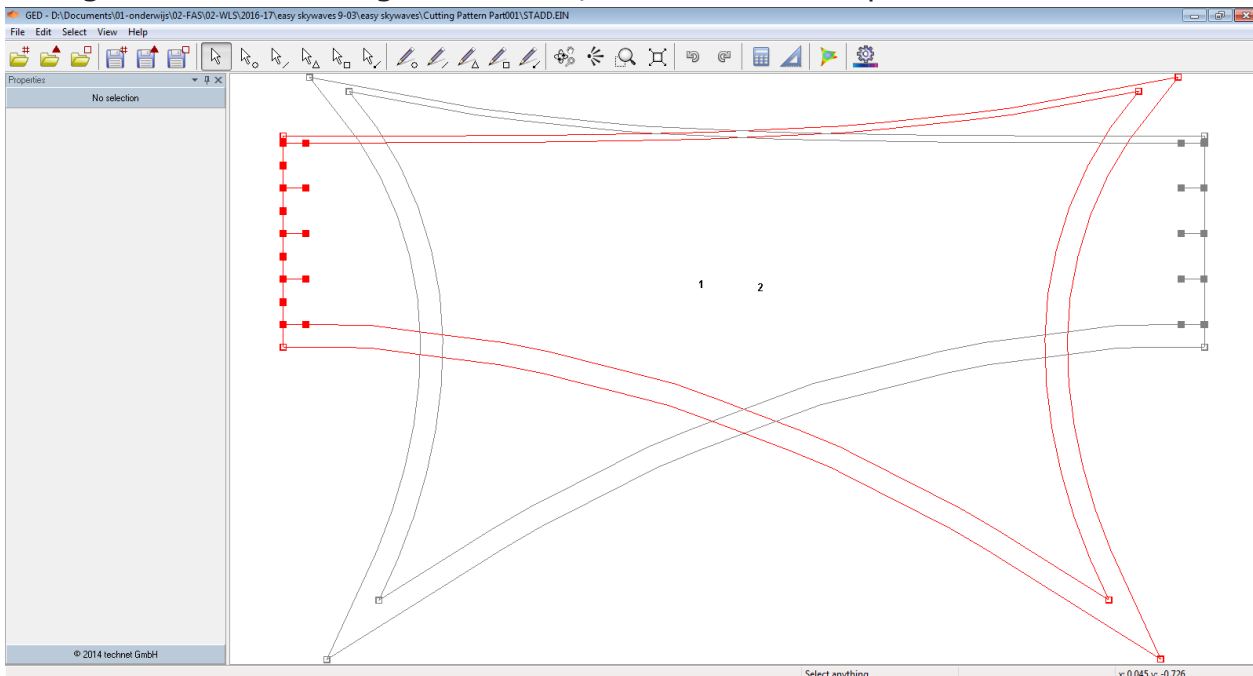 GED - D:\Documents\01-onderwijs\02-FAS\02-WLS\2016-17\easy skywaves 9-03\easy skywaves\Cutting Pattern Part001\STADD.EIN
File Edit Select View Help
Properties
No selection
1 2
© 2014 technet GmbH
Select anything x: 0.045 y: -0.726